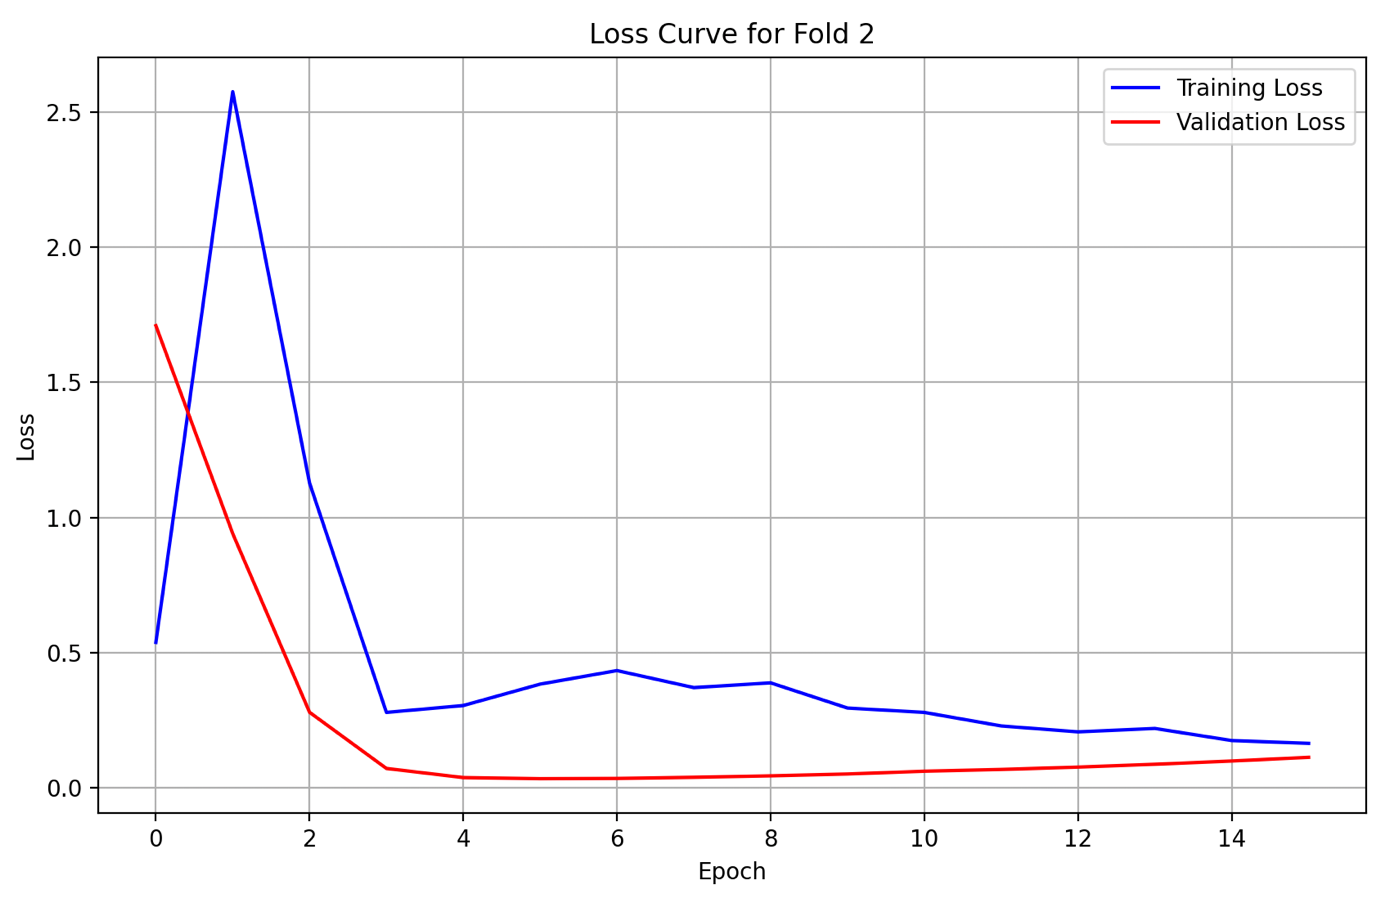 Loss Curve for Fold 2
Training Loss
Validation Loss
2.5
2.0
1.5
1.0
0.5
0.0
Loss
0 2 4 6 8 10 12 14
Epoch